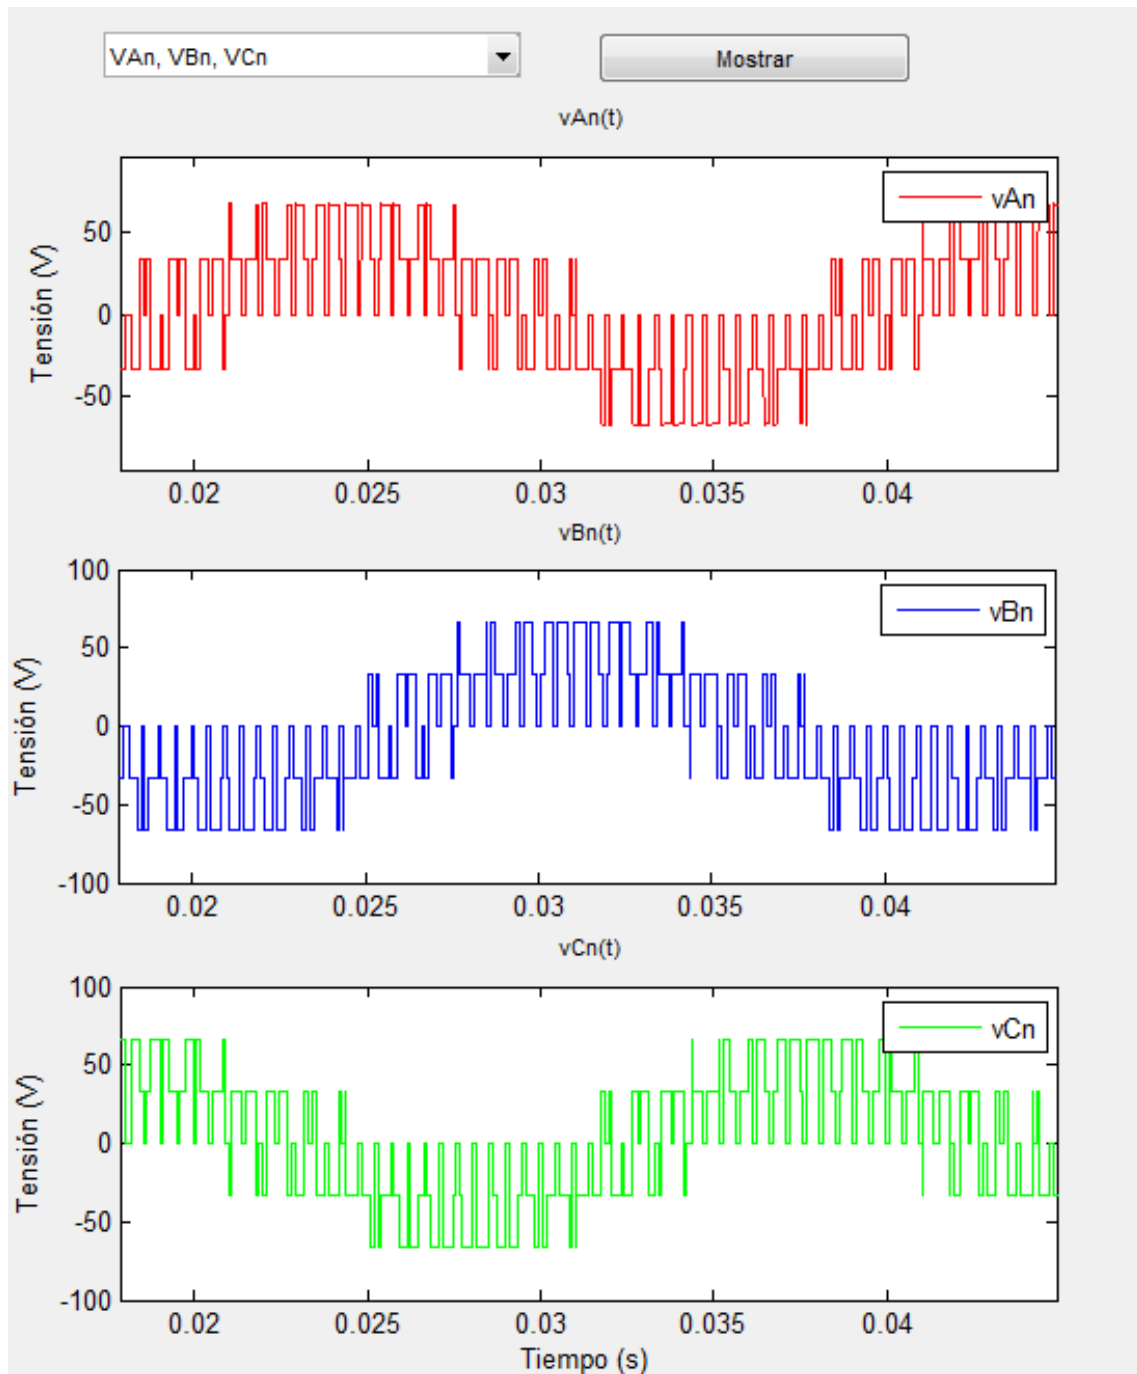 VAn, VBn, VCn
Mostrar
vAn(t)
vAn
50
0
-50
Tensión (V)
0.02 0.025 0.03 0.035 0.04
vBn(t)
vBn
100
50
0
-50
-100
Tensión (V)
0.02 0.025 0.03 0.035 0.04
vCn(t)
vCn
100
50
0
-50
-100
Tensión (V)
0.02 0.025 0.03 0.035 0.04
Tiempo (s)